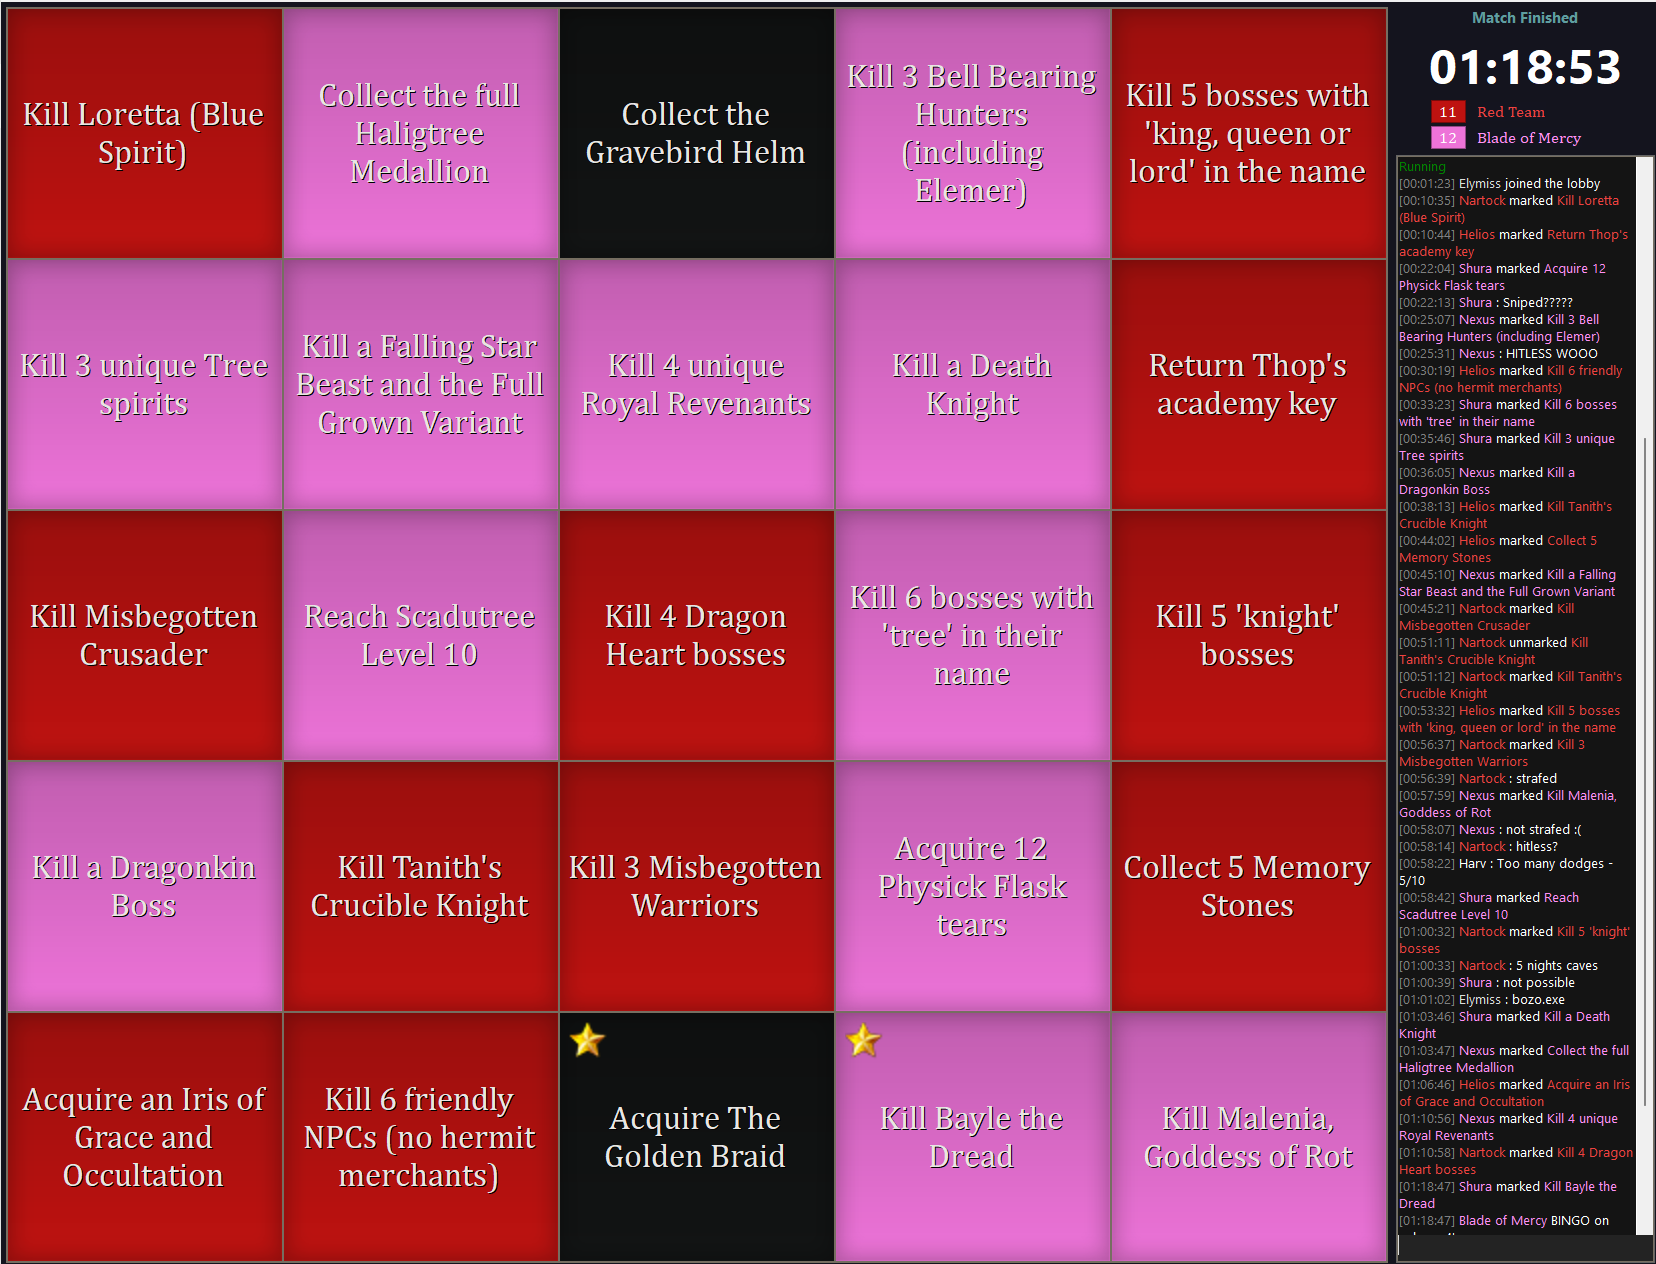 Kill Loretta (Blue
Spirit)
Collect the full
Haligtree
Medallion
Collect the
Gravebird Helm
Kill 3 Bell Bearing
Hunters
(including
Elemer)
Kill 5 bosses with
'king, queen or
lord' in the name
Kill 3 unique Tree
spirits
Kill a Falling Star
Beast and the Full
Grown Variant
Kill 4 unique
Royal Revenants
Kill a Death
Knight
Return Thop's
academy key
Kill Misbegotten
Crusader
Reach Scadutree
Level 10
Kill 4 Dragon
Heart bosses
Kill 6 bosses with
'tree' in their
name
Kill 5 'knight'
bosses
Kill a Dragonkin
Boss
Kill Tanith's
Crucible Knight
Kill 3 Misbegotten
Warriors
Acquire 12
Physick Flask
tears
Collect 5 Memory
Stones
Acquire an Iris of
Grace and
Occultation
Kill 6 friendly
NPCs (no hermit
merchants)
Acquire The
Golden Braid
Kill Bayle the
Dread
Kill Malenia,
Goddess of Rot
Match Finished
01:18:53
11 Red Team
12 Blade of Mercy
Running
[00:01:23] Elymiss joined the lobby
[00:10:35] Nartock marked Kill Loretta
(Blue Spirit)
[00:10:44] Helios marked Return Thop's
academy key
[00:22:04] Shura marked Acquire 12
Physick Flask tears
[00:22:13] Shura : Sniped?????
[00:25:07] Nexus marked Kill 3 Bell
Bearing Hunters (including Elemer)
[00:25:31] Nexus : HITLESS WOOO
[00:30:19] Helios marked Kill 6 friendly
NPCs (no hermit merchants)
[00:33:23] Shura marked Kill 6 bosses
with 'tree' in their name
[00:35:46] Shura marked Kill 3 unique
Tree spirits
[00:36:05] Nexus marked Kill a
Dragonkin Boss
[00:38:13] Helios marked Kill Tanith's
Crucible Knight
[00:44:02] Helios marked Collect 5
Memory Stones
[00:45:10] Nexus marked Kill a Falling
Star Beast and the Full Grown Variant
[00:45:21] Nartock marked Kill
Misbegotten Crusader
[00:51:11] Nartock unmarked Kill
Tanith's Crucible Knight
[00:51:12] Nartock marked Kill Tanith's
Crucible Knight
[00:53:32] Helios marked Kill 5 bosses
with 'king, queen or lord' in the name
[00:56:37] Nartock marked Kill 3
Misbegotten Warriors
[00:56:39] Nartock : strafed
[00:57:59] Nexus marked Kill Malenia,
Goddess of Rot
[00:58:07] Nexus : not strafed :(
[00:58:14] Nartock : hitless?
[00:58:22] Harv : Too many dodges -
5/10
[00:58:42] Shura marked Reach
Scadutree Level 10
[01:00:32] Nartock marked Kill 5 'knight'
bosses
[01:00:33] Nartock : 5 nights caves
[01:00:39] Shura : not possible
[01:01:02] Elymiss : bozo.exe
[01:03:46] Shura marked Kill a Death
Knight
[01:03:47] Nexus marked Collect the full
Haligtree Medallion
[01:06:46] Helios marked Acquire an Iris
of Grace and Occultation
[01:10:56] Nexus marked Kill 4 unique
Royal Revenants
[01:10:58] Nartock marked Kill 4 Dragon
Heart bosses
[01:18:47] Shura marked Kill Bayle the
Dread
[01:18:47] Blade of Mercy BINGO on